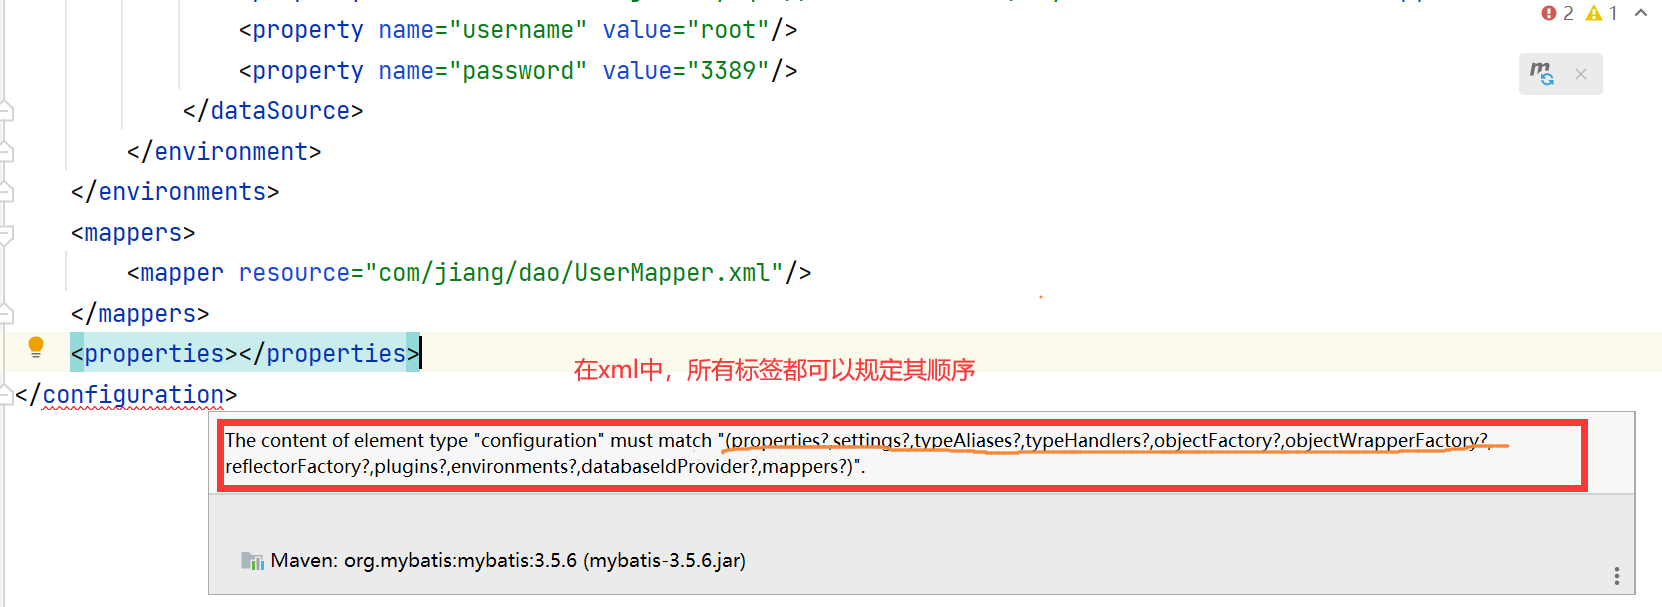 <property name="username" value="root"/>
<property name="password" value="3389"/>
</dataSource>
</environment>
</environments>
<mappers>
<mapper resource="com/jiang/dao/UserMapper.xml"/>
</mappers>
<properties></properties>
</configuration>
2 1
在xml中，所有标签都可以规定其顺序
The content of element type "configuration" must match "(properties?,settings?,typeAliases?,typeHandlers?,objectFactory?,objectWrapperFactory?,
reflectorFactory?,plugins?,environments?,databaseIdProvider?,mappers?)".
Maven: org.mybatis:mybatis:3.5.6 (mybatis-3.5.6.jar)